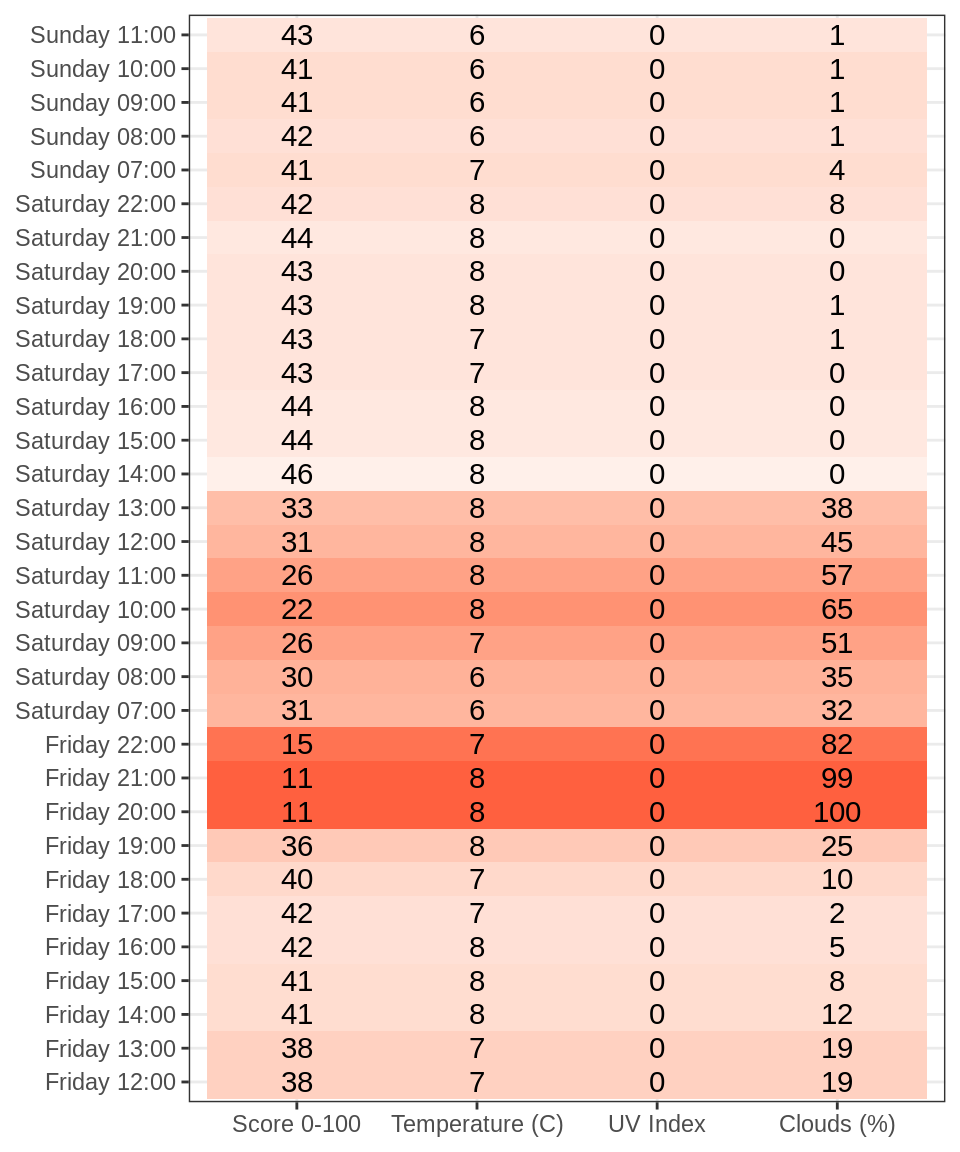 Sunday 11:00 43 6 0 1
Sunday 10:00 41 6 0 1
Sunday 09:00 41 6 0 1
Sunday 08:00 42 6 0 1
Sunday 07:00 41 7 0 4
Saturday 22:00 42 8 0 8
Saturday 21:00 44 8 0 0
Saturday 20:00 43 8 0 0
Saturday 19:00 43 8 0 1
Saturday 18:00 43 7 0 1
Saturday 17:00 43 7 0 0
Saturday 16:00 44 8 0 0
Saturday 15:00 44 8 0 0
Saturday 14:00 46 8 0 0
Saturday 13:00 33 8 0 38
Saturday 12:00 31 8 0 45
Saturday 11:00 26 8 0 57
Saturday 10:00 22 8 0 65
Saturday 09:00 26 7 0 51
Saturday 08:00 30 6 0 35
Saturday 07:00 31 6 0 32
Friday 22:00 15 7 0 82
Friday 21:00 11 8 0 99
Friday 20:00 11 8 0 100
Friday 19:00 36 8 0 25
Friday 18:00 40 7 0 10
Friday 17:00 42 7 0 2
Friday 16:00 42 8 0 5
Friday 15:00 41 8 0 8
Friday 14:00 41 8 0 12
Friday 13:00 38 7 0 19
Friday 12:00 38 7 0 19
Score 0-100 Temperature (C) UV Index Clouds (%)